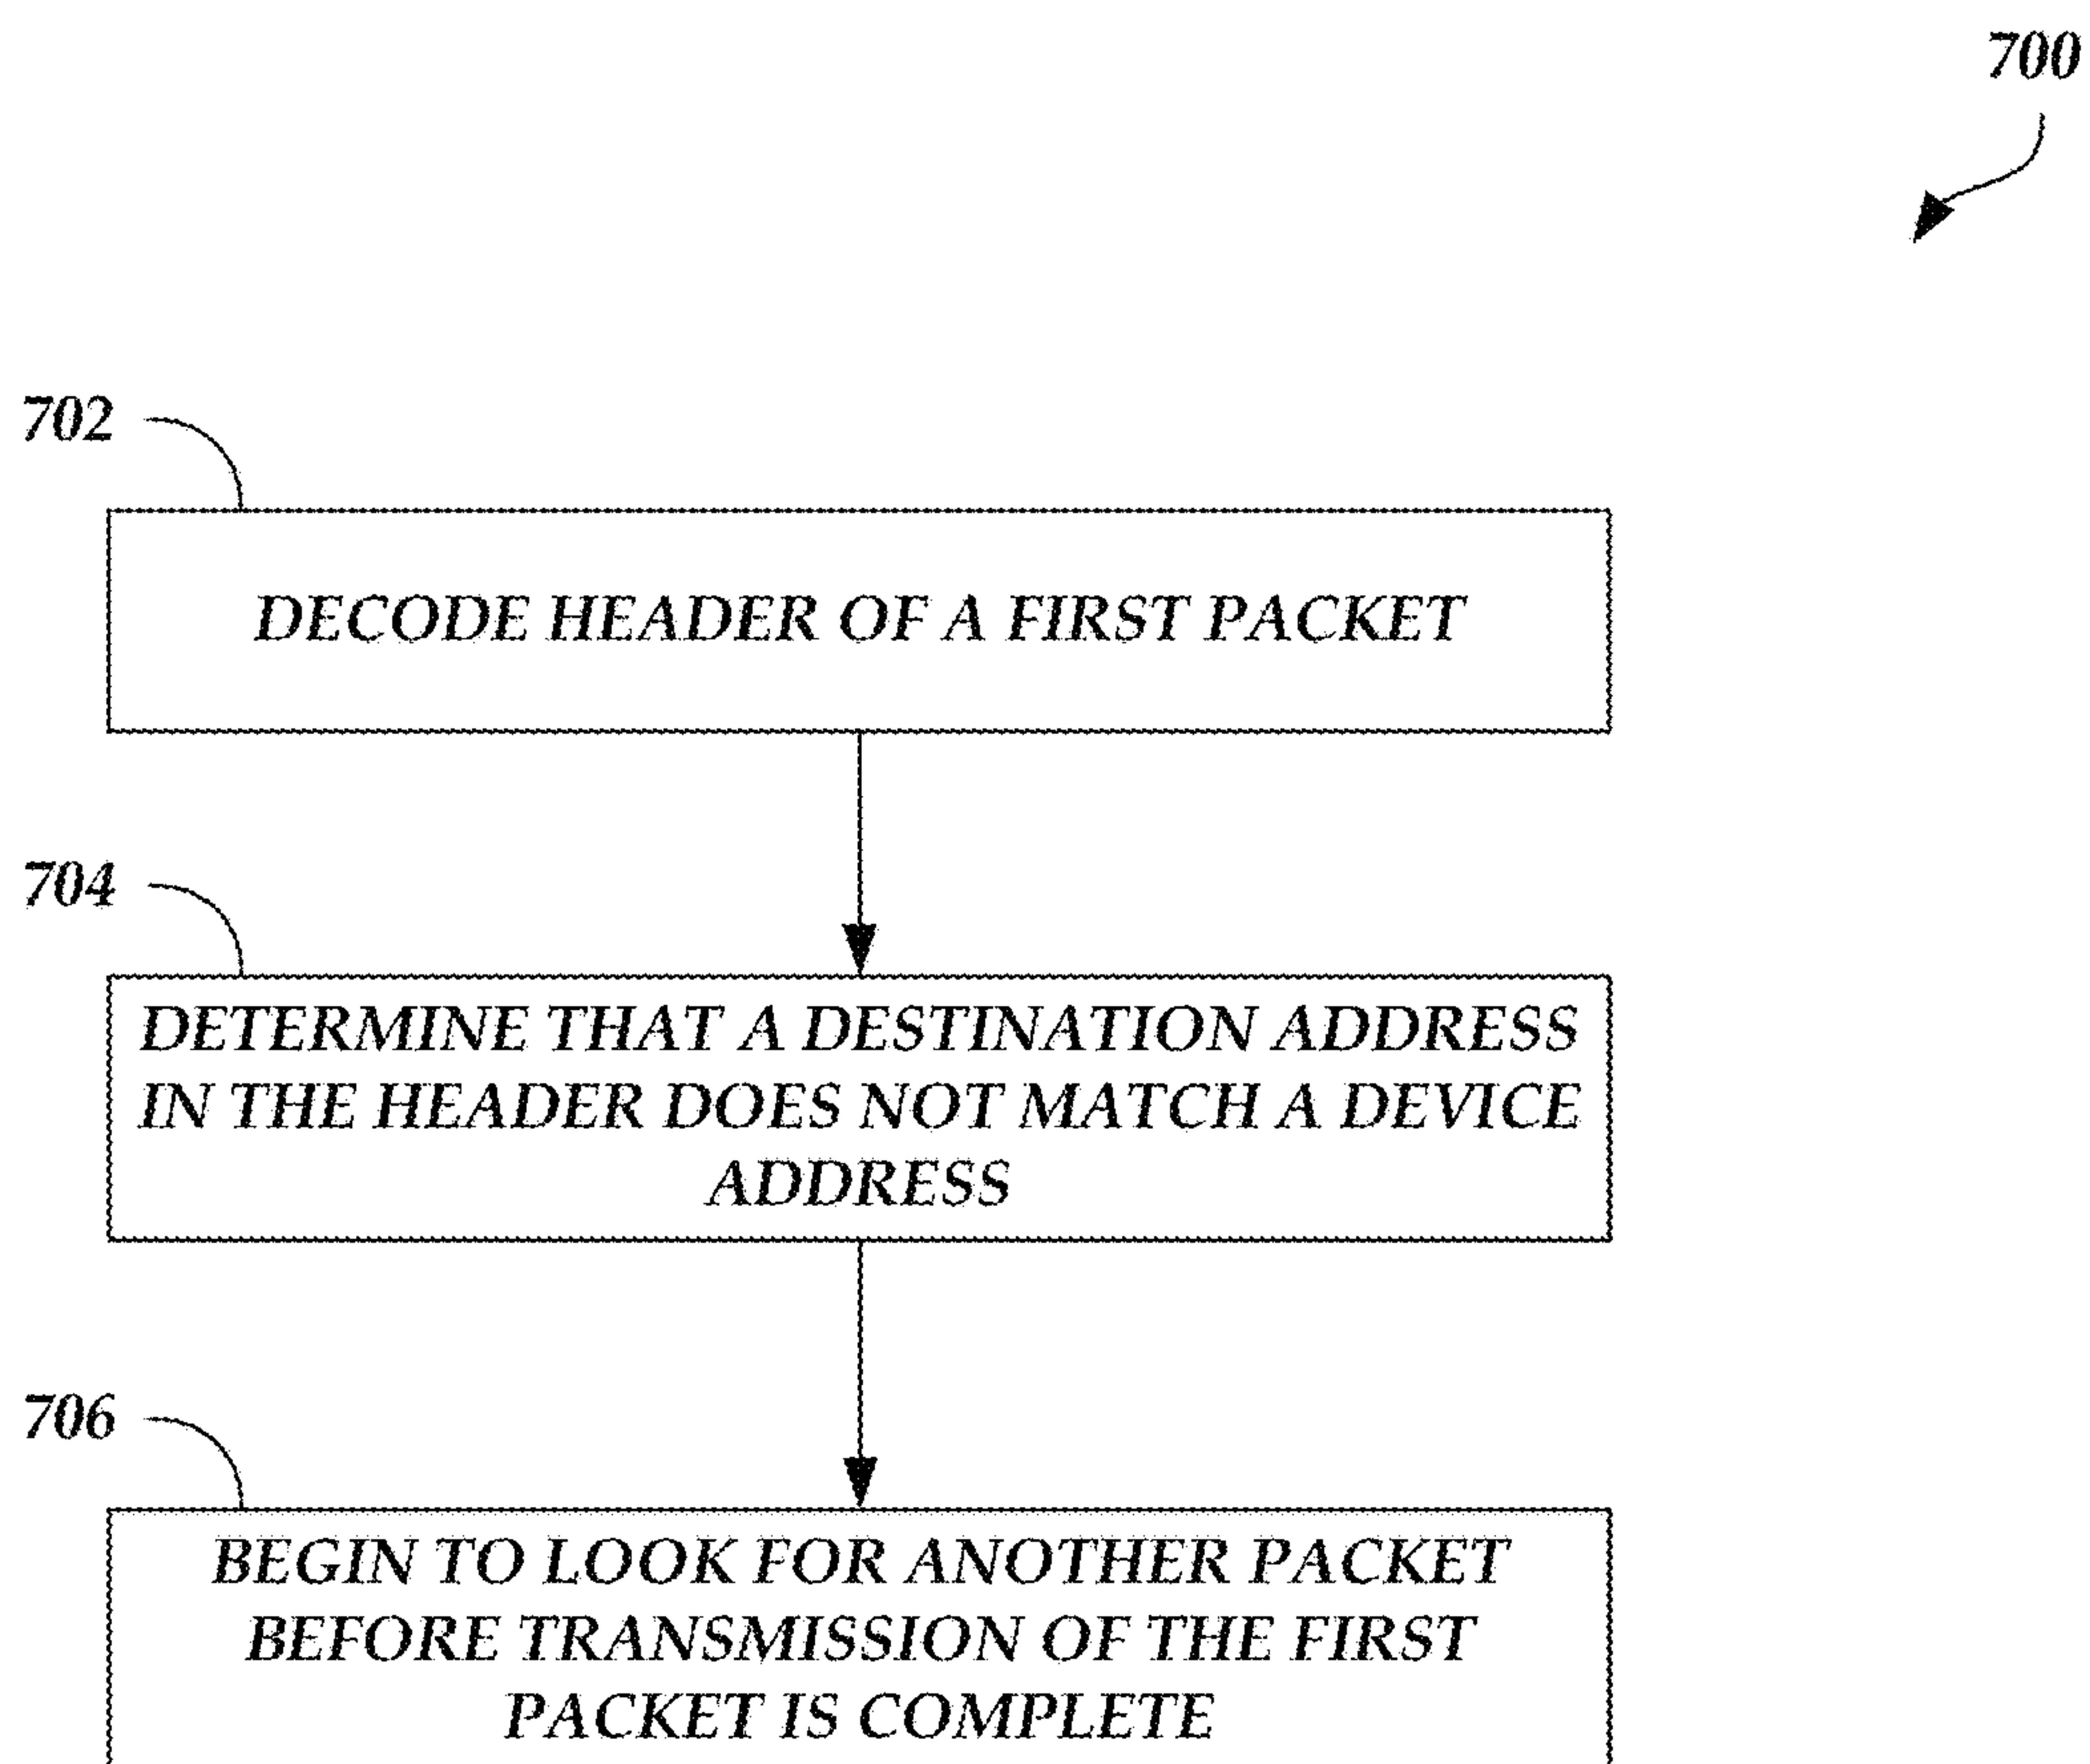 700
702
DECODE HEADER OF A FIRST PACKET
704
DETERMINE THAT A DESTINATION ADDRESS
IN THE HEADER DOES NOT MATCH A DEVICE
ADDRESS
706
BEGIN TO LOOK FOR ANOTHER PACKET
BEFORE TRANSMISSION OF THE FIRST
PACKET IS COMPLETE